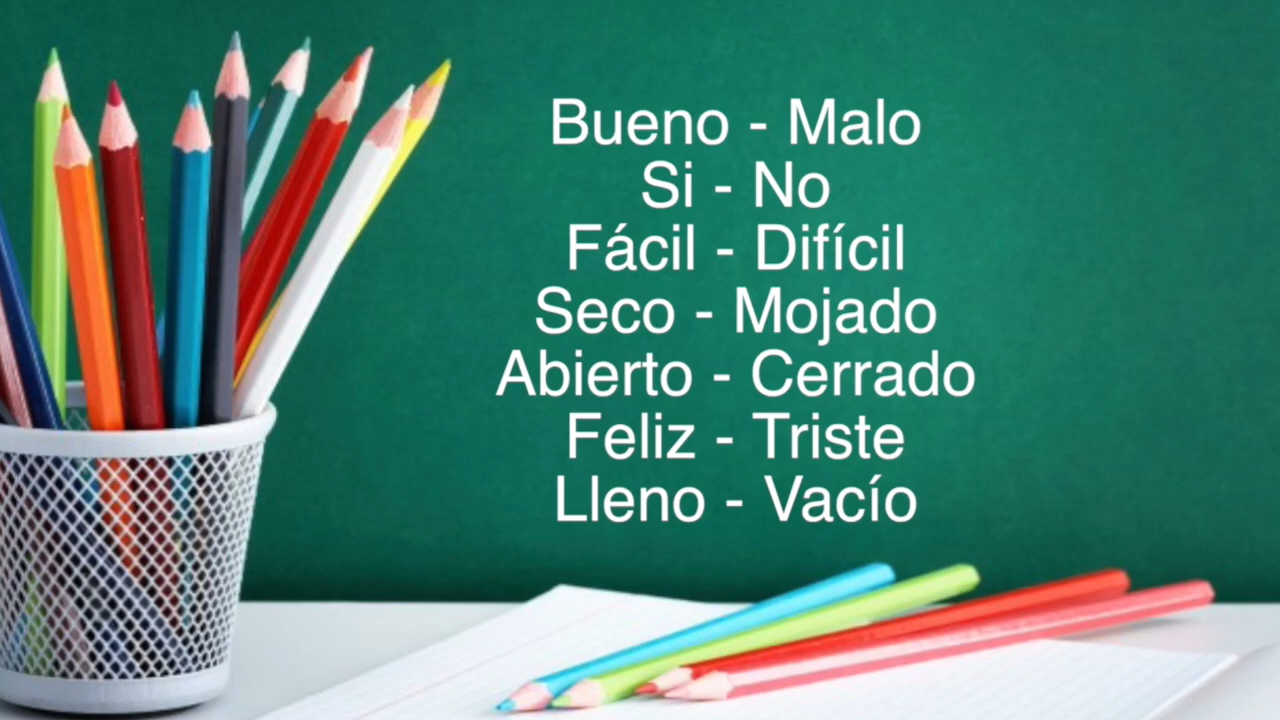 Bueno - Malo
Si - No
Fácil - Difícil
Seco - Mojado
Abierto - Cerrado
Feliz - Triste
Lleno - Vacío